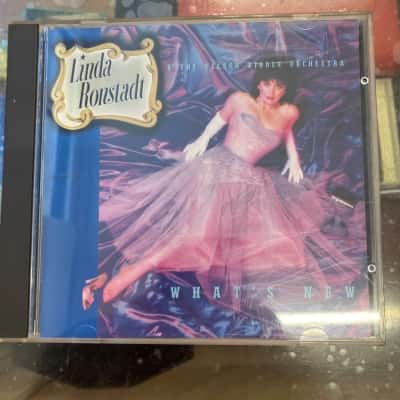 Linda
Ronstadt
& THE NELSON RIDDLE ORCHESTRA
WHAT'S NEW